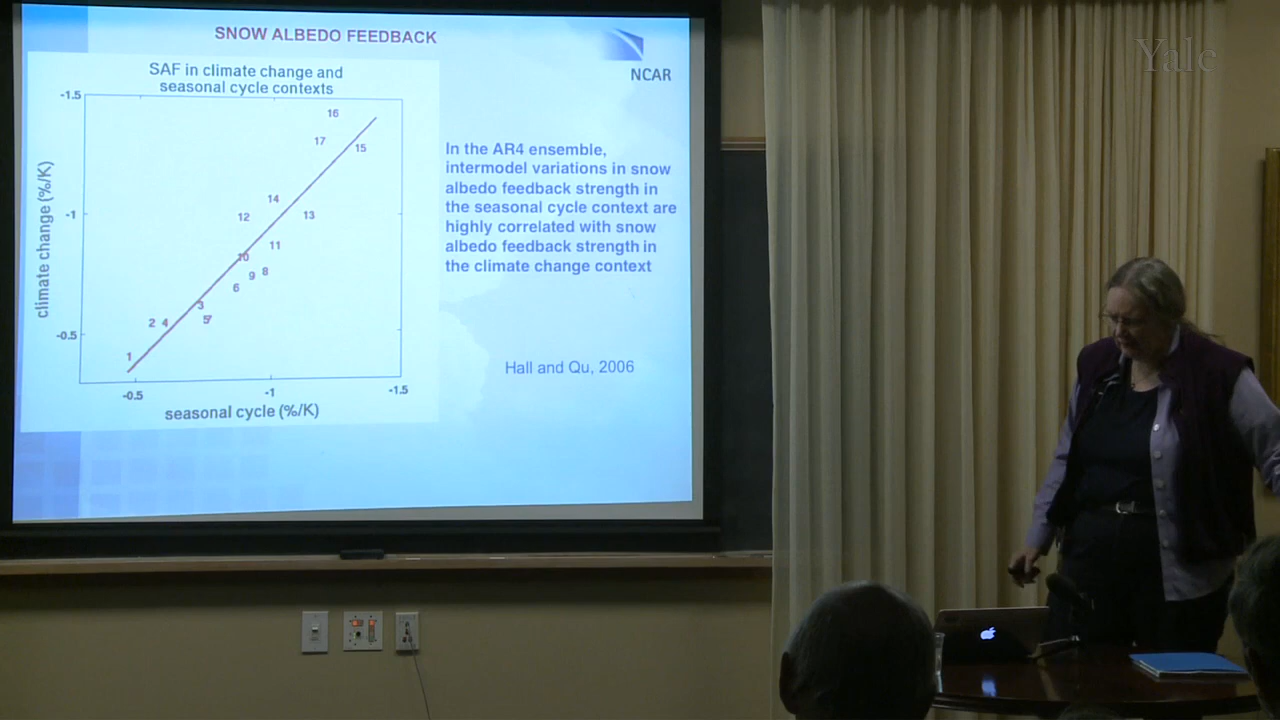 SNOW ALBEDO FEEDBACK
NCAR
Yale
SAF in climate change and
seasonal cycle contexts
-1.5
-1
-0.5
climate change (%/K)
16
17
15
14
12
13
11
10
9
8
6
3
2
4
5
1
-0.5
-1
-1.5
seasonal cycle (%/K)
In the AR4 ensemble,
intermodel variations in snow
albedo feedback strength in
the seasonal cycle context are
highly correlated with snow
albedo feedback strength in
the climate change context
Hall and Qu, 2006